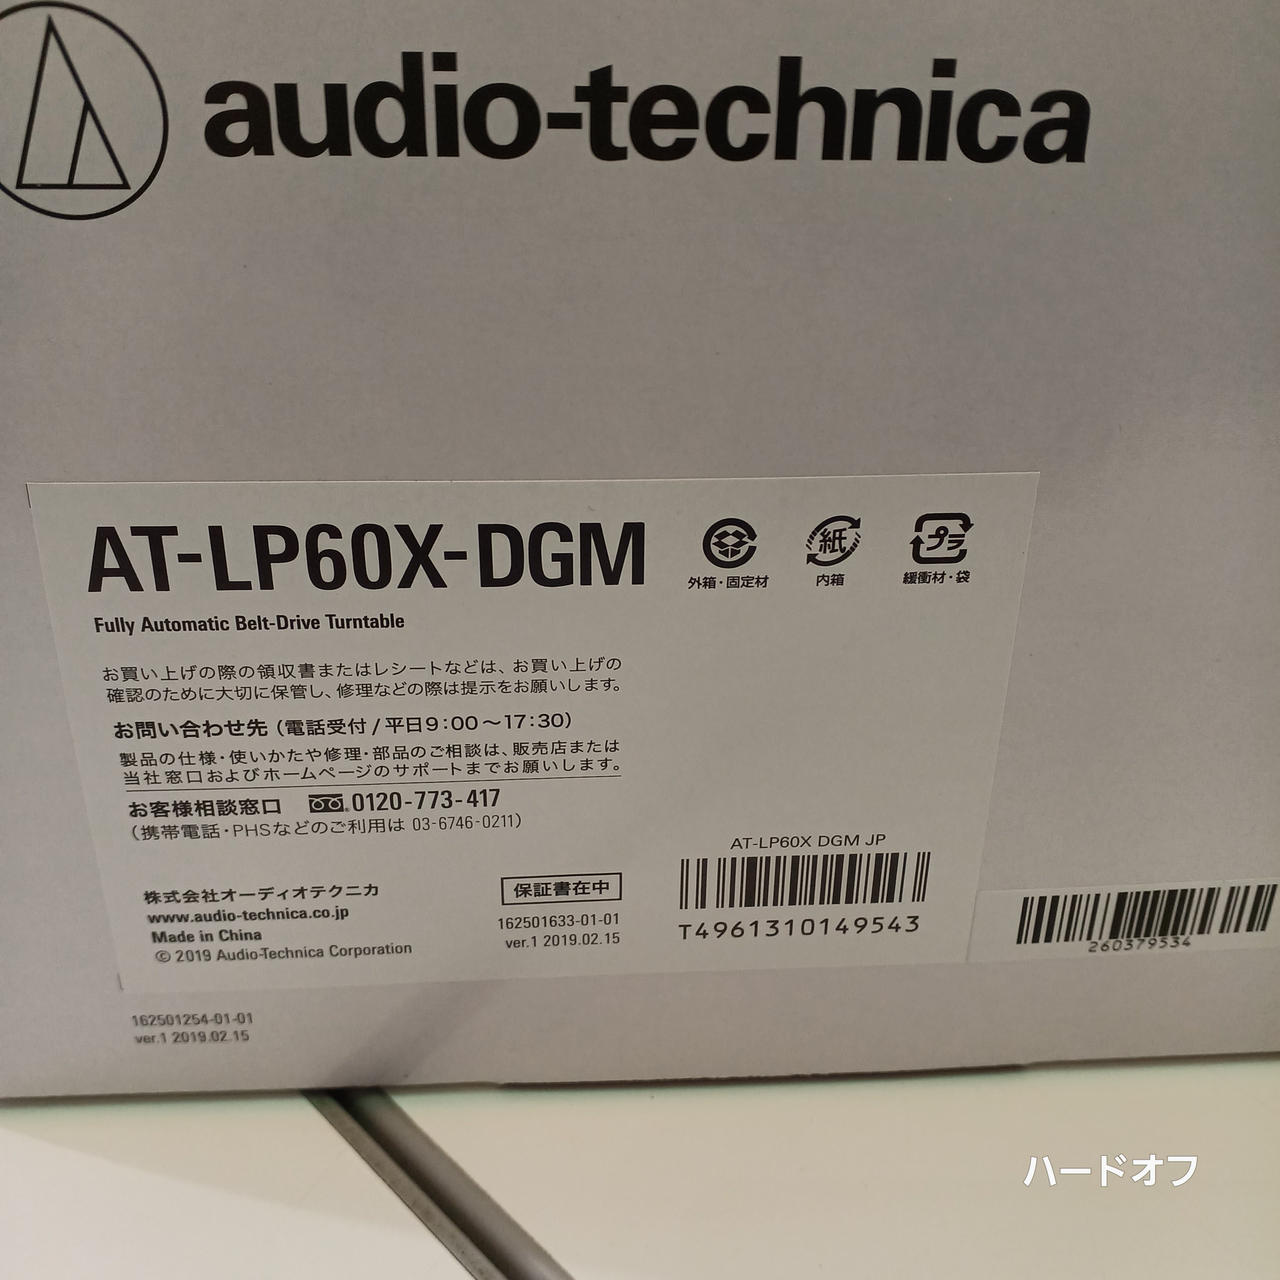 audio-technica
AT-LP60X-DGM
Fully Automatic Belt-Drive Turntable
外箱・固定材
紙
内箱
プラ
緩衝材・袋
お買い上げの際の領収書またはレシートなどは、お買い上げの
確認のために大切に保管し、修理などの際は提示をお願いします。
お問い合わせ先（電話受付 / 平日9：00～17：30）
製品の仕様・使いかたや修理・部品のご相談は、販売店または
当社窓口およびホームページのサポートまでお願いします。
お客様相談窓口 0120-773-417
（携帯電話・PHSなどのご利用は 03-6746-0211）
株式会社オーディオテクニカ
www.audio-technica.co.jp
Made in China
© 2019 Audio-Technica Corporation
保証書在中
162501633-01-01
ver.1 2019.02.15
AT-LP60X DGM JP
T4961310149543
260379534
162501254-01-01
ver.1 2019.02.15
ハードオフ